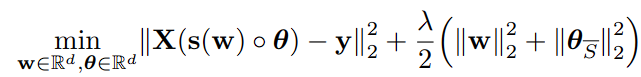 min_{w∈ℝ^d, θ∈ℝ^d} ‖X(s(w) ∘ θ) − y‖₂² + λ/2 (‖w‖₂² + ‖θ_{S̅}‖₂²)